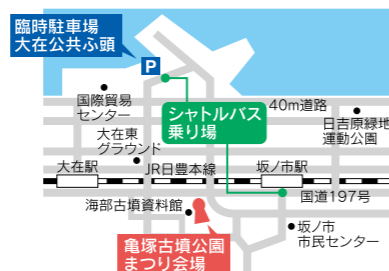 臨時駐車場
大在公共ふ頭
P
国際貿易
センター
シャトルバス
乗り場
40m道路
日吉原緑地
運動公園
大在東
グラウンド
大在駅
JR日豊本線
坂ノ市駅
国道197号
海部古墳資料館
坂ノ市
市民センター
亀塚古墳公園
まつり会場